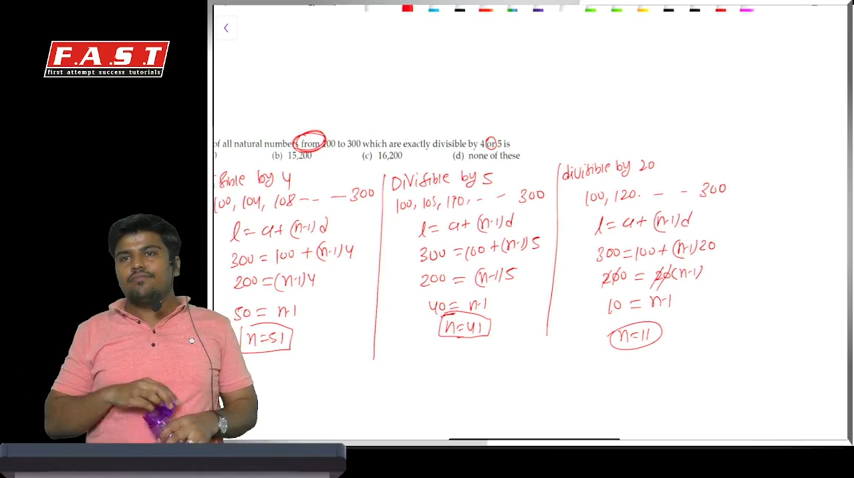 F.A.S.T
first attempt success tutorials
of all natural numbers from 100 to 300 which are exactly divisible by 4 or 5 is
(b) 15,200 (c) 16,200 (d) none of these
by 4
100, 104, 108 -- -- 300
l = a + (n-1)d
300 = 100 + (n-1)4
200 = (n-1)4
50 = n-1
n = 51
Divisible by 5
100, 105, 110, -- -- 300
l = a + (n-1)d
300 = 100 + (n-1)5
200 = (n-1)5
40 = n-1
n = 41
divisible by 20
100, 120. -- -- 300
l = a + (n-1)d
300 = 100 + (n-1)20
200 = 20(n-1)
10 = n-1
n = 11